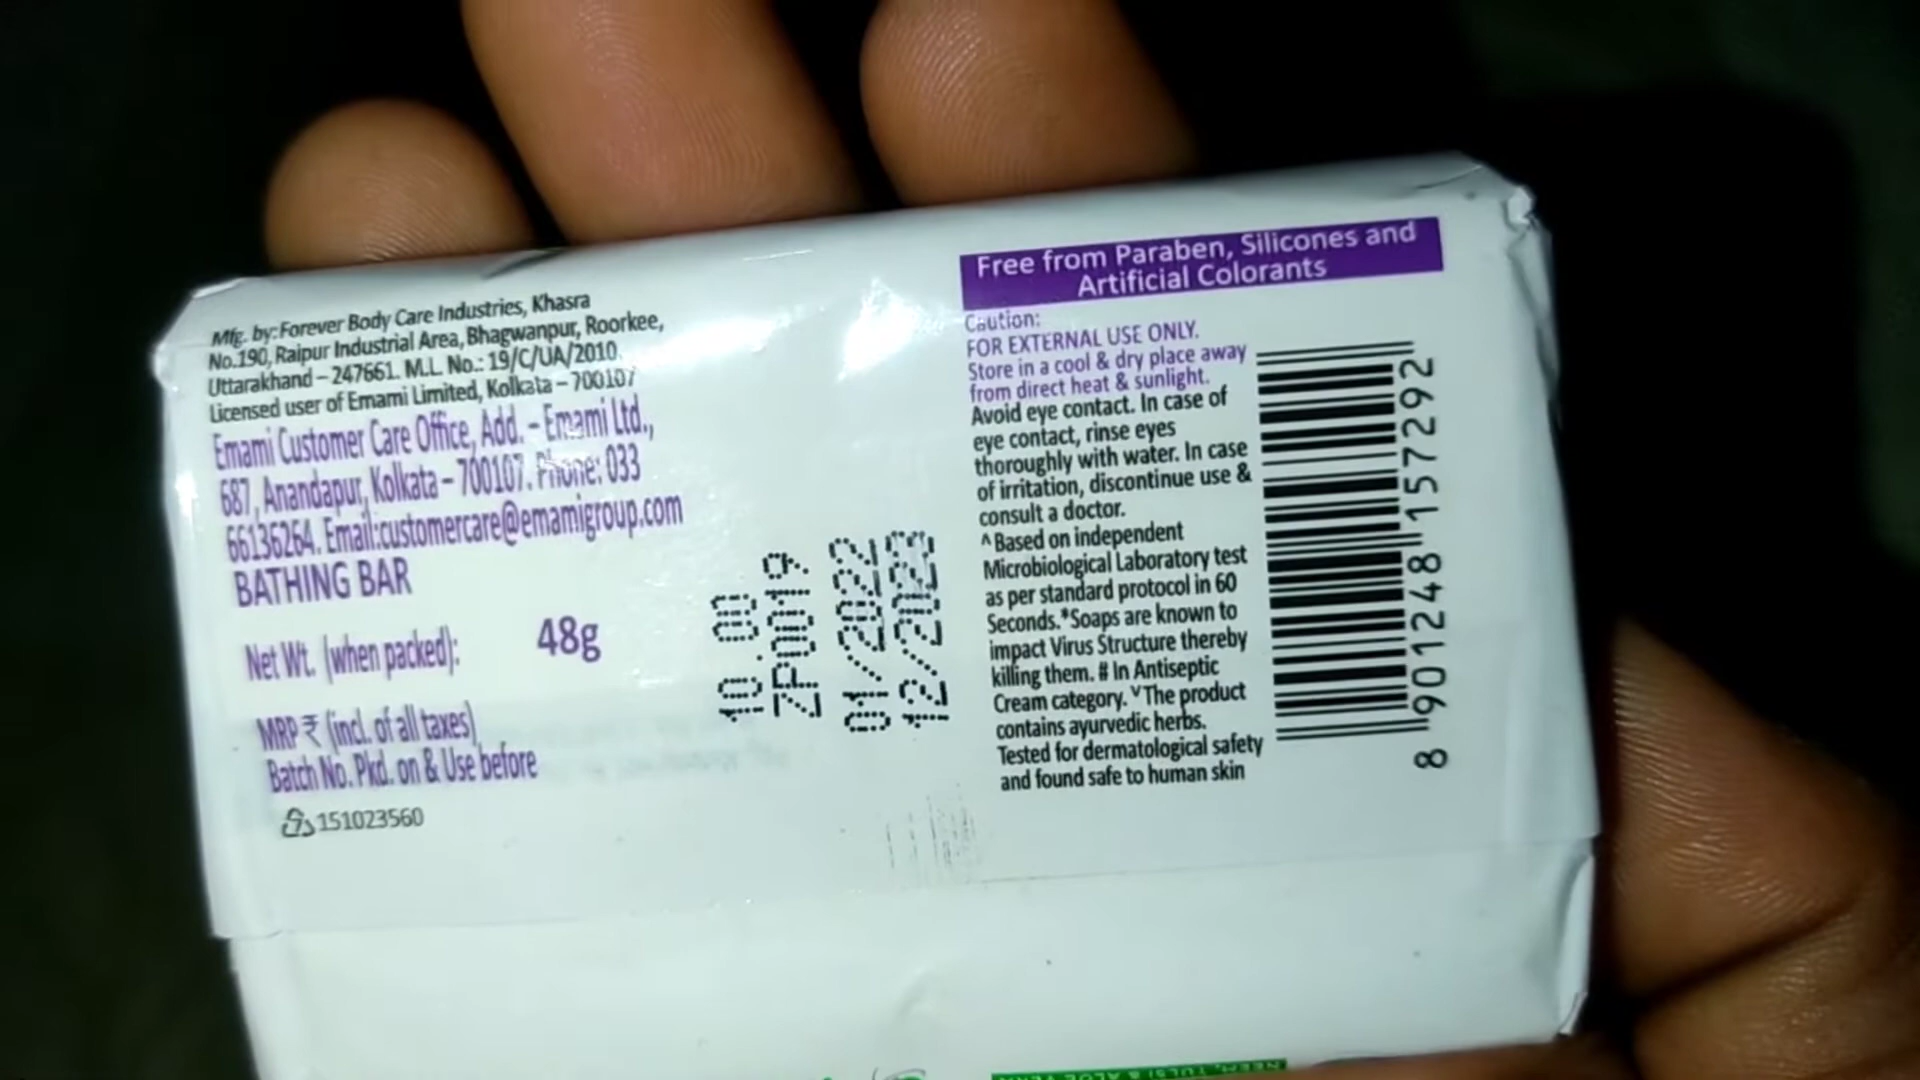 Mfg. by: Forever Body Care Industries, Khasra
No.190, Raipur Industrial Area, Bhagwanpur, Roorkee,
Uttarakhand – 247661. M.L. No.: 19/C/UA/2010.
Licensed user of Emami Limited, Kolkata – 700107
Emami Customer Care Office, Add. – Emami Ltd.,
687, Anandapur, Kolkata – 700107. Phone: 033
66136264. Email:customercare@emamigroup.com
BATHING BAR
Net Wt. (when packed): 48g
MRP ₹ (incl. of all taxes)
Batch No. Pkd. on & Use before
7 151023560
10.00
ZP0019
01/2022
12/2023
Free from Paraben, Silicones and
Artificial Colorants
Caution:
FOR EXTERNAL USE ONLY.
Store in a cool & dry place away
from direct heat & sunlight.
Avoid eye contact. In case of
eye contact, rinse eyes
thoroughly with water. In case
of irritation, discontinue use &
consult a doctor.
^ Based on independent
Microbiological Laboratory test
as per standard protocol in 60
Seconds.*Soaps are known to
impact Virus Structure thereby
killing them. # In Antiseptic
Cream category. ˅ The product
contains ayurvedic herbs.
Tested for dermatological safety
and found safe to human skin
8 901248 157292
NEEM, TULSI & ALOE VERA